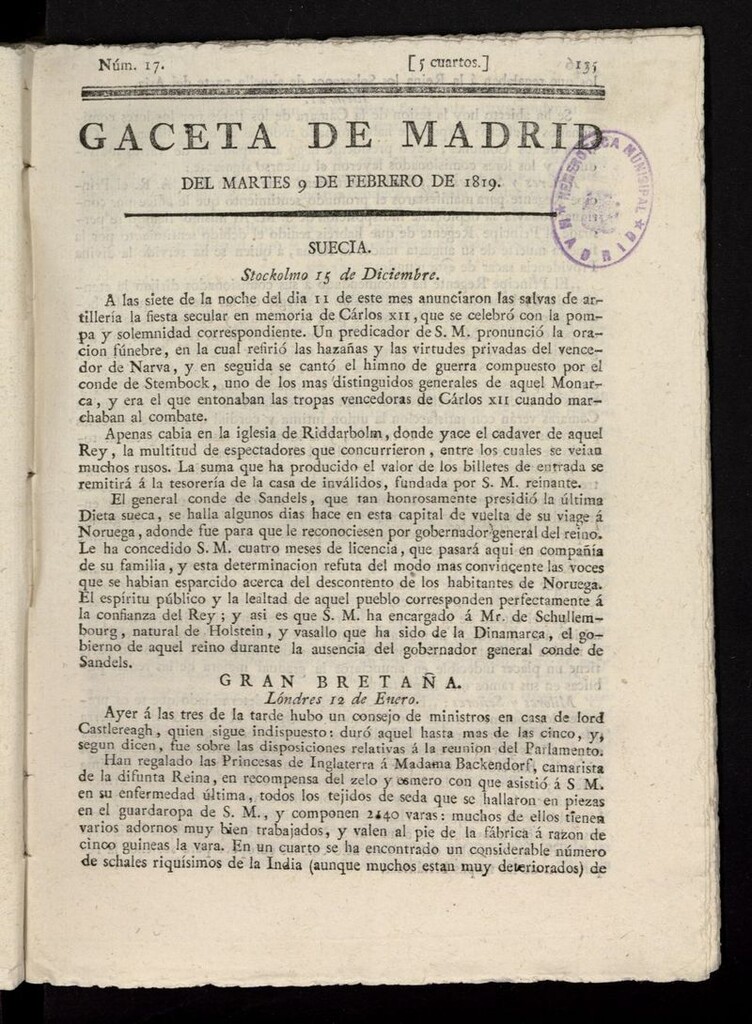 Núm. 17. [5 cuartos.] 135
GACETA DE MADRID
DEL MARTES 9 DE FEBRERO DE 1819.
HEMEROTECA MUNICIPAL
MADRID
SUECIA.
Stockolmo 15 de Diciembre.
A las siete de la noche del dia 11 de este mes anunciaron las salvas de ar-
tillería la fiesta secular en memoria de Cárlos XII, que se celebró con la pom-
pa y solemnidad correspondiente. Un predicador de S. M. pronunció la ora-
cion fúnebre, en la cual refirió las hazañas y las virtudes privadas del vence-
dor de Narva, y en seguida se cantó el himno de guerra compuesto por el
conde de Stembock, uno de los mas distinguidos generales de aquel Monar-
ca, y era el que entonaban las tropas vencedoras de Cárlos XII cuando mar-
chaban al combate.
Apenas cabia en la iglesia de Riddarbolm, donde yace el cadaver de aquel
Rey, la multitud de espectadores que concurrieron, entre los cuales se veian
muchos rusos. La suma que ha producido el valor de los billetes de entrada se
remitirá á la tesorería de la casa de inválidos, fundada por S. M. reinante.
El general conde de Sandels, que tan honrosamente presidió la última
Dieta sueca, se halla algunos dias hace en esta capital de vuelta de su viage á
Noruega, adonde fue para que le reconociesen por gobernador general del reino.
Le ha concedido S. M. cuatro meses de licencia, que pasará aqui en compañía
de su familia, y esta determinacion refuta del modo mas convincente las voces
que se habian esparcido acerca del descontento de los habitantes de Noruega.
El espíritu público y la lealtad de aquel pueblo corresponden perfectamente á
la confianza del Rey; y asi es que S. M. ha encargado á Mr. de Schullem-
bourg, natural de Holstein, y vasallo que ha sido de la Dinamarca, el go-
bierno de aquel reino durante la ausencia del gobernador general conde de
Sandels.
GRAN BRETAÑA.
Lóndres 12 de Enero.
Ayer á las tres de la tarde hubo un consejo de ministros en casa de lord
Castlereagh, quien sigue indispuesto: duró aquel hasta mas de las cinco, y,
segun dicen, fue sobre las disposiciones relativas á la reunion del Parlamento.
Han regalado las Princesas de Inglaterra á Madama Backendorf, camarista
de la difunta Reina, en recompensa del zelo y esmero con que asistió á S M.
en su enfermedad última, todos los tejidos de seda que se hallaron en piezas
en el guardaropa de S. M., y componen 2440 varas: muchos de ellos tienen
varios adornos muy bien trabajados, y valen al pie de la fábrica á razon de
cinco guineas la vara. En un cuarto se ha encontrado un considerable número
de schales riquísimos de la India (aunque muchos estan muy deteriorados) de